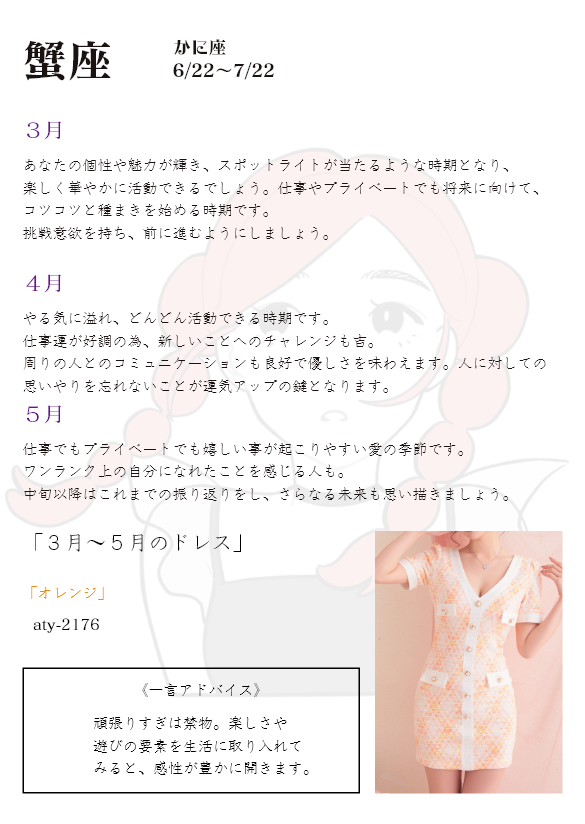 蟹座
かに座
6/22〜7/22
３月
あなたの個性や魅力が輝き、スポットライトが当たるような時期となり、
楽しく華やかに活動できるでしょう。仕事やプライベートでも将来に向けて、
コツコツと種まきを始める時期です。
挑戦意欲を持ち、前に進むようにしましょう。
４月
やる気に溢れ、どんどん活動できる時期です。
仕事運が好調の為、新しいことへのチャレンジも吉。
周りの人とのコミュニケーションも良好で優しさを味わえます。人に対しての
思いやりを忘れないことが運気アップの鍵となります。
５月
仕事でもプライベートでも嬉しい事が起こりやすい愛の季節です。
ワンランク上の自分になれたことを感じる人も。
中旬以降はこれまでの振り返りをし、さらなる未来も思い描きましょう。
「３月〜５月のドレス」
「オレンジ」
aty-2176
《一言アドバイス》
頑張りすぎは禁物。楽しさや
遊びの要素を生活に取り入れて
みると、感性が豊かに開きます。